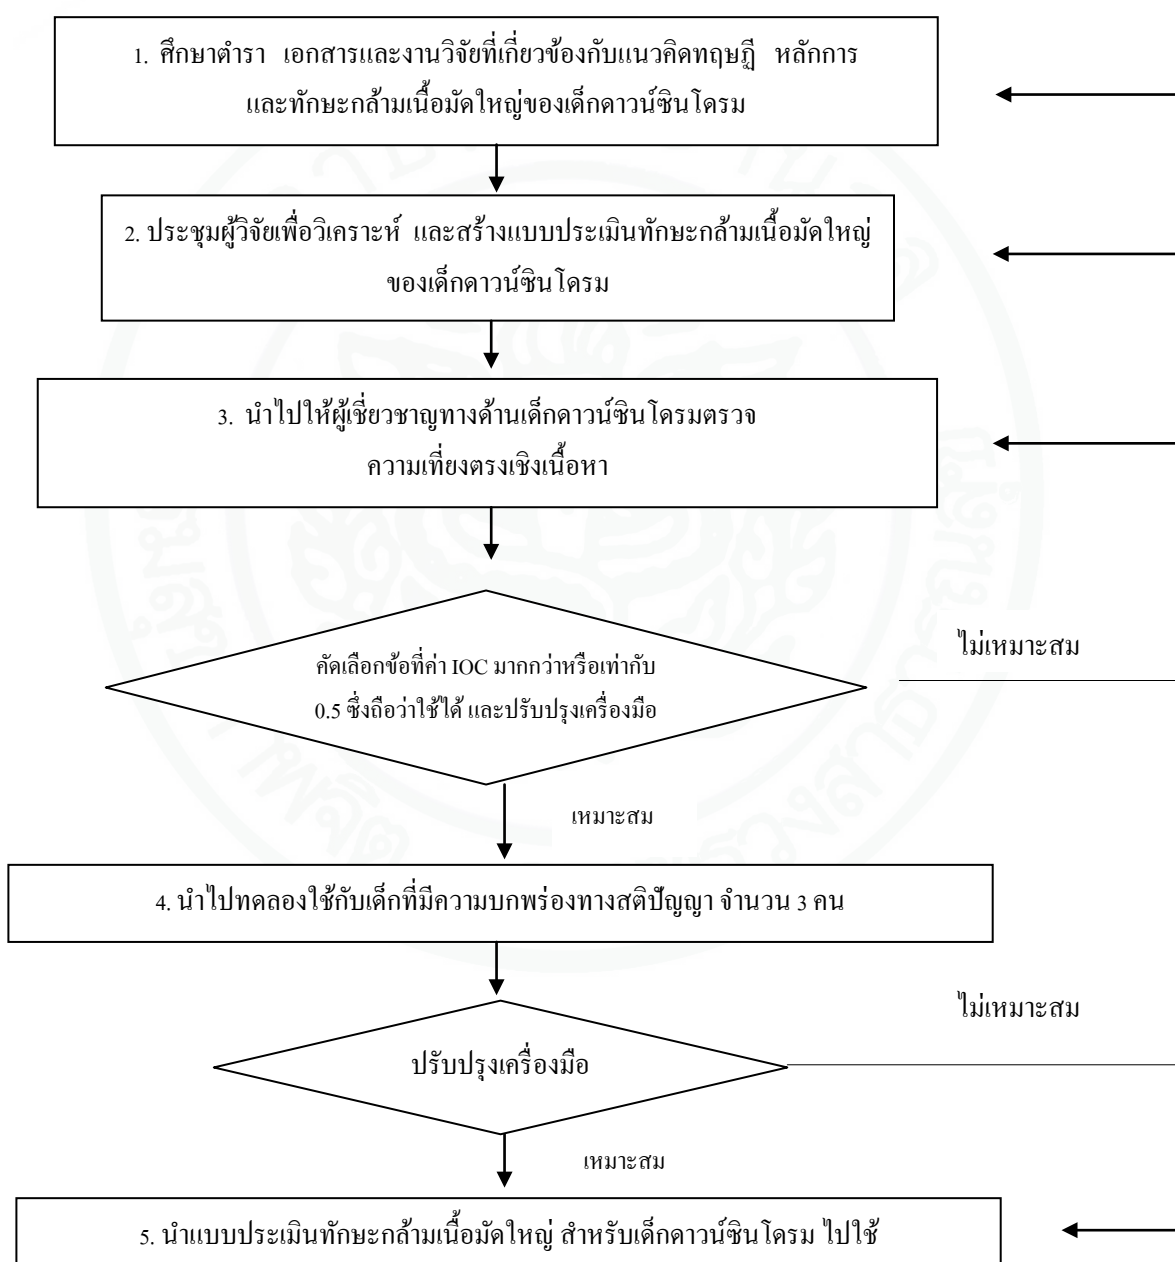 1. ศึกษาตำรา เอกสารและงานวิจัยที่เกี่ยวข้องกับแนวคิดทฤษฎี หลักการ
และทักษะกล้ามเนื้อมัดใหญ่ของเด็กดาวน์ซินโดรม
2. ประชุมผู้วิจัยเพื่อวิเคราะห์ และสร้างแบบประเมินทักษะกล้ามเนื้อมัดใหญ่
ของเด็กดาวน์ซินโดรม
3. นำไปให้ผู้เชี่ยวชาญทางด้านเด็กดาวน์ซินโดรมตรวจ
ความเที่ยงตรงเชิงเนื้อหา
ไม่เหมาะสม
คัดเลือกข้อที่ค่า IOC มากกว่าหรือเท่ากับ
0.5 ซึ่งถือว่าใช้ได้ และปรับปรุงเครื่องมือ
เหมาะสม
4. นำไปทดลองใช้กับเด็กที่มีความบกพร่องทางสติปัญญา จำนวน 3 คน
ไม่เหมาะสม
ปรับปรุงเครื่องมือ
เหมาะสม
5. นำแบบประเมินทักษะกล้ามเนื้อมัดใหญ่ สำหรับเด็กดาวน์ซินโดรม ไปใช้